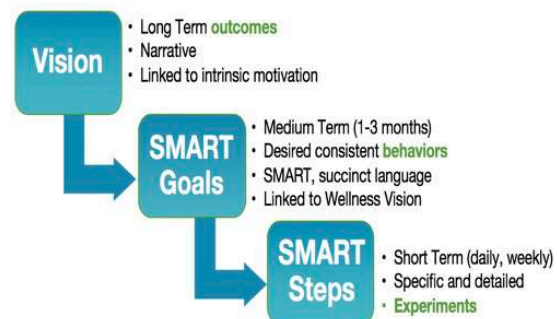 Vision
• Long Term outcomes
• Narrative
• Linked to intrinsic motivation
SMART
Goals
• Medium Term (1-3 months)
• Desired consistent behaviors
• SMART, succinct language
• Linked to Wellness Vision
SMART
Steps
• Short Term (daily, weekly)
• Specific and detailed
• Experiments